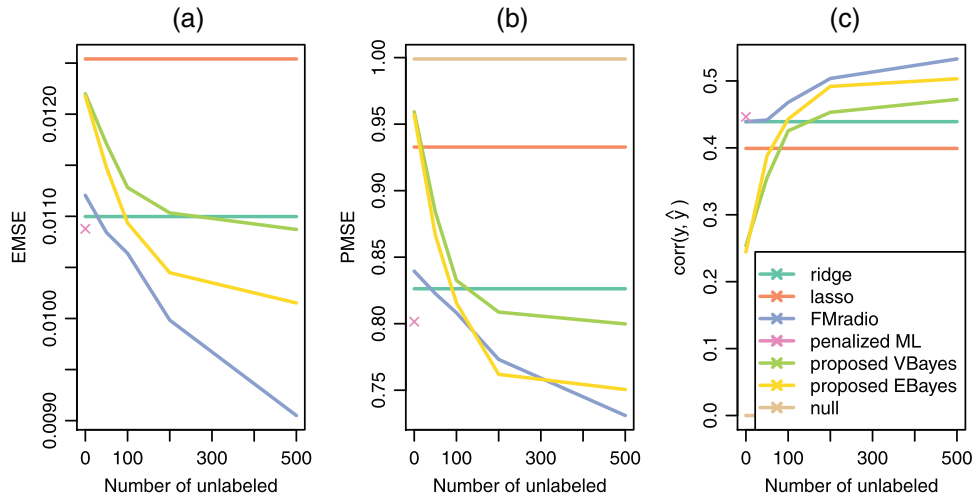 (a)
EMSE
0.0090
0.0100
0.0110
0.0120
0
100
300
500
Number of unlabeled
(b)
PMSE
0.75
0.80
0.85
0.90
0.95
1.00
0
100
300
500
Number of unlabeled
(c)
corr(y, ŷ)
0.0
0.1
0.2
0.3
0.4
0.5
0
100
300
500
Number of unlabeled
ridge
lasso
FMradio
penalized ML
proposed VBayes
proposed EBayes
null